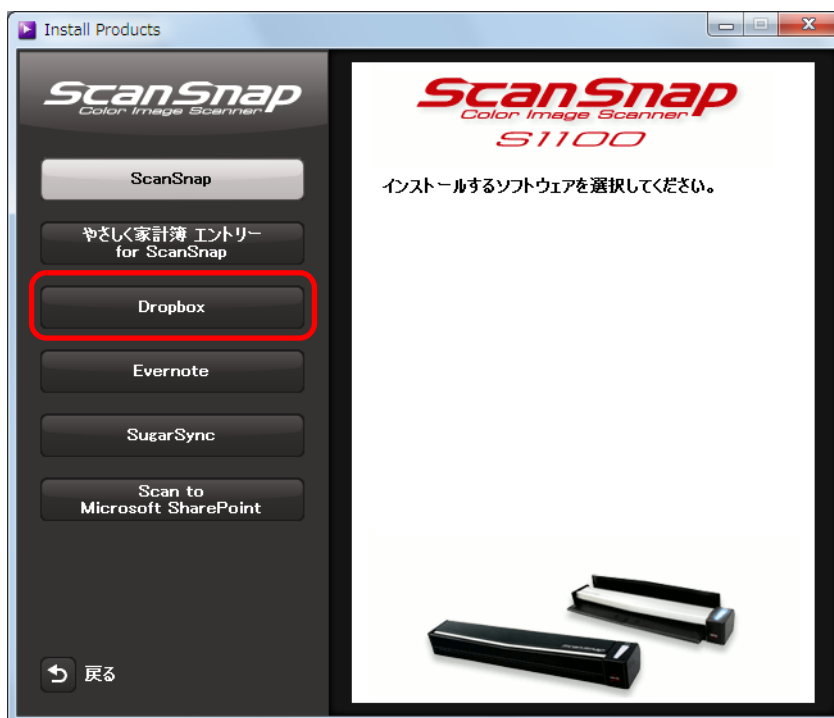 Install Products
ScanSnap
Color Image Scanner
ScanSnap
やさしく家計簿 エントリー
for ScanSnap
Dropbox
Evernote
SugarSync
Scan to
Microsoft SharePoint
戻る
ScanSnap
Color Image Scanner
S1100
インストールするソフトウェアを選択してください。